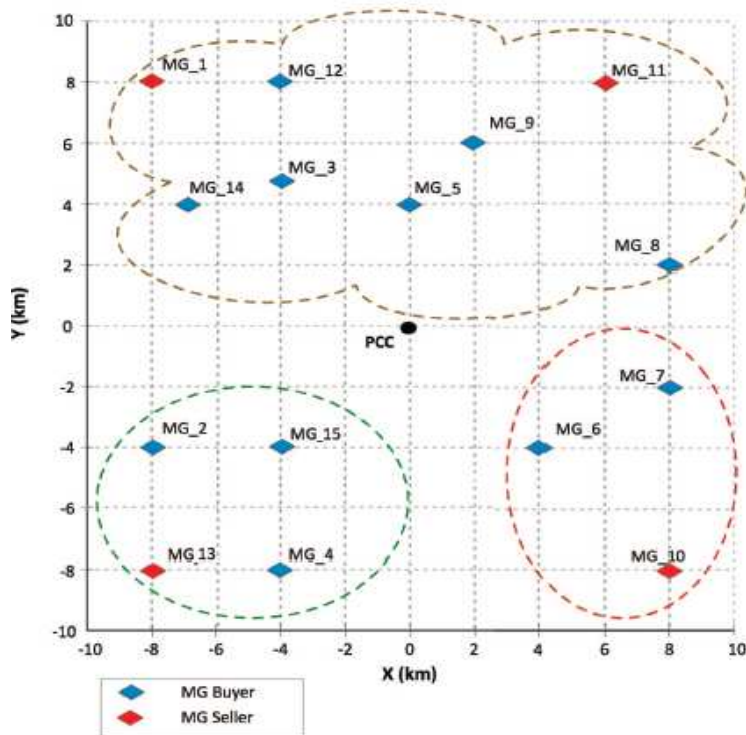 10
MG_1
MG_12
MG_11
8
MG_9
6
MG_3
MG_14
MG_5
4
MG_8
2
Y (km)
0
PCC
MG_7
-2
MG_2
MG_15
MG_6
-4
-6
MG_13
MG_4
MG_10
-8
-10
-10 -8 -6 -4 -2 0 2 4 6 8 10
X (km)
MG Buyer
MG Seller